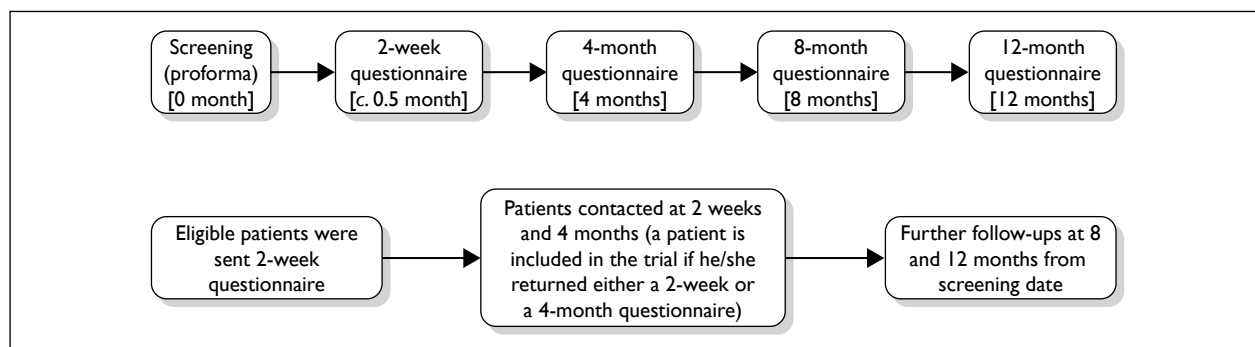 Screening
(proforma)
[0 month]
2-week
questionnaire
[c. 0.5 month]
4-month
questionnaire
[4 months]
8-month
questionnaire
[8 months]
12-month
questionnaire
[12 months]
Eligible patients were
sent 2-week
questionnaire
Patients contacted at 2 weeks
and 4 months (a patient is
included in the trial if he/she
returned either a 2-week or
a 4-month questionnaire)
Further follow-ups at 8
and 12 months from
screening date